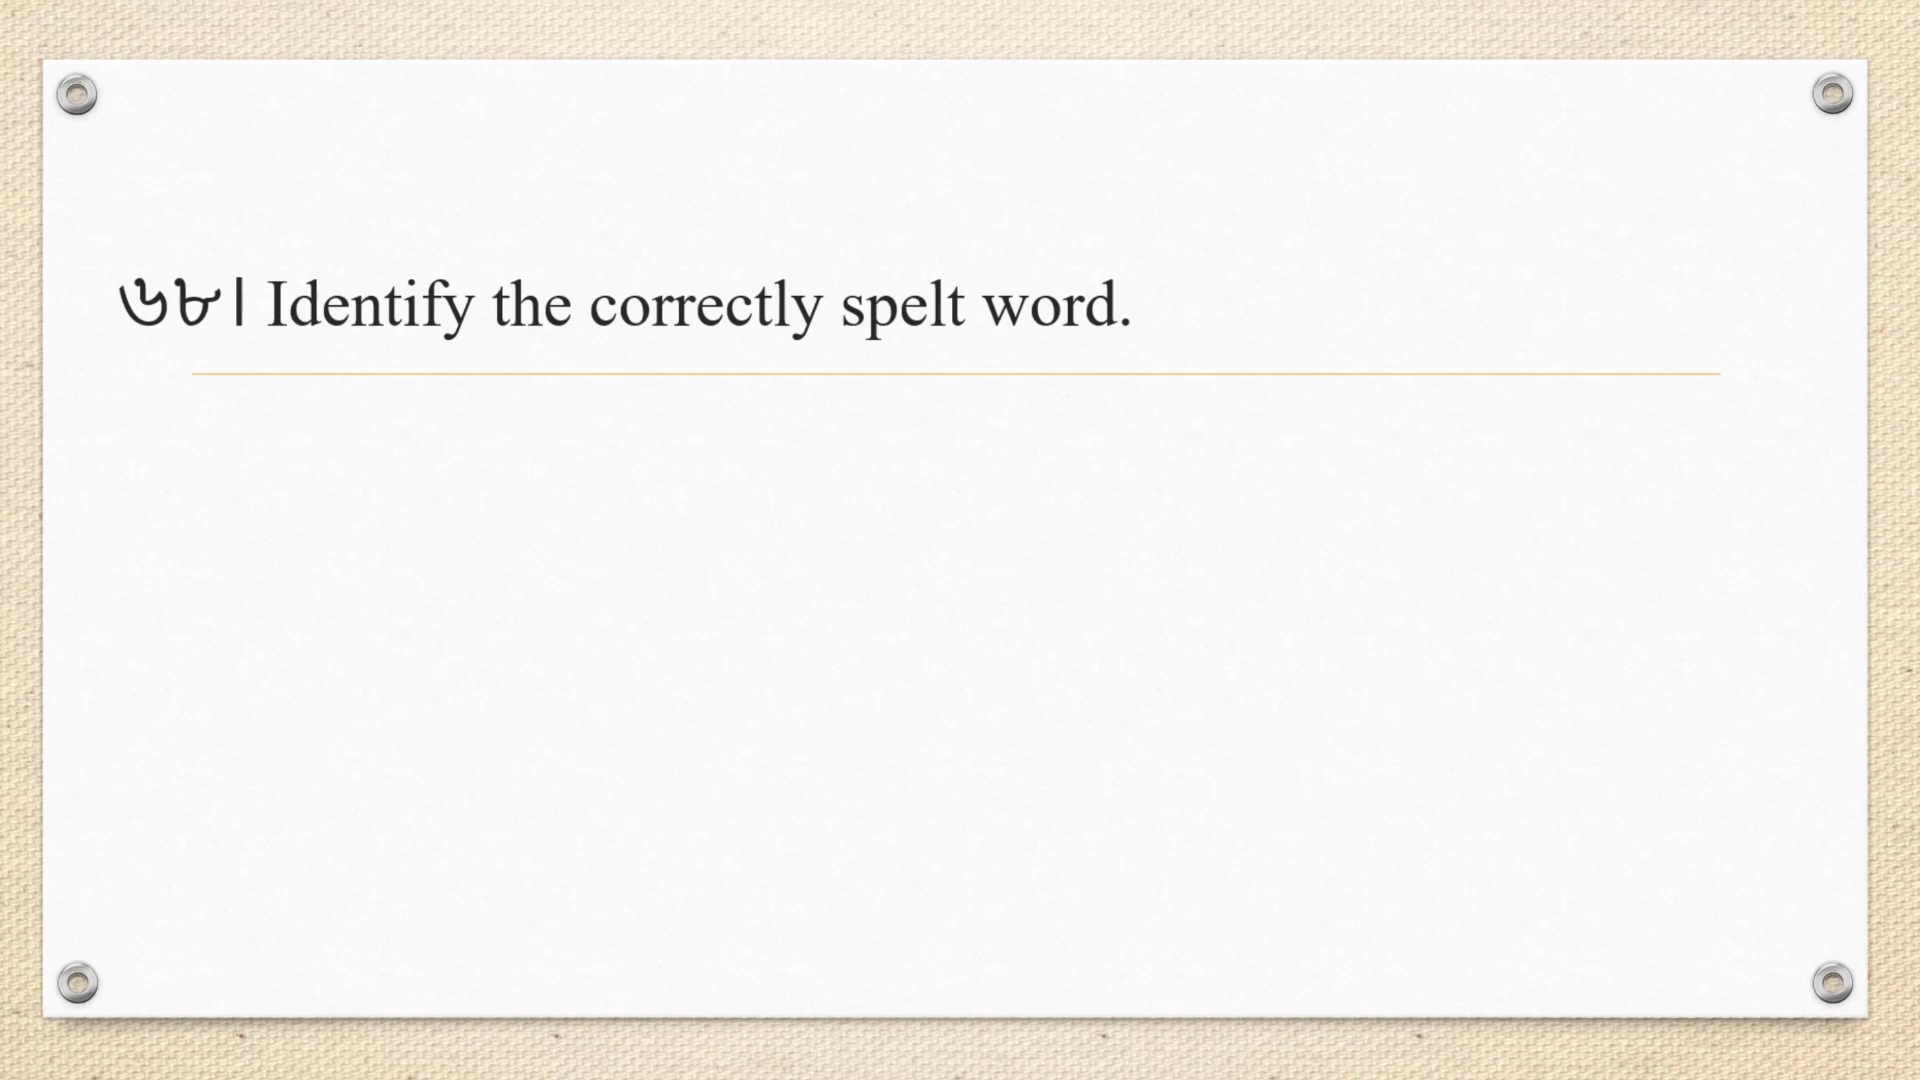 ৬৮। Identify the correctly spelt word.